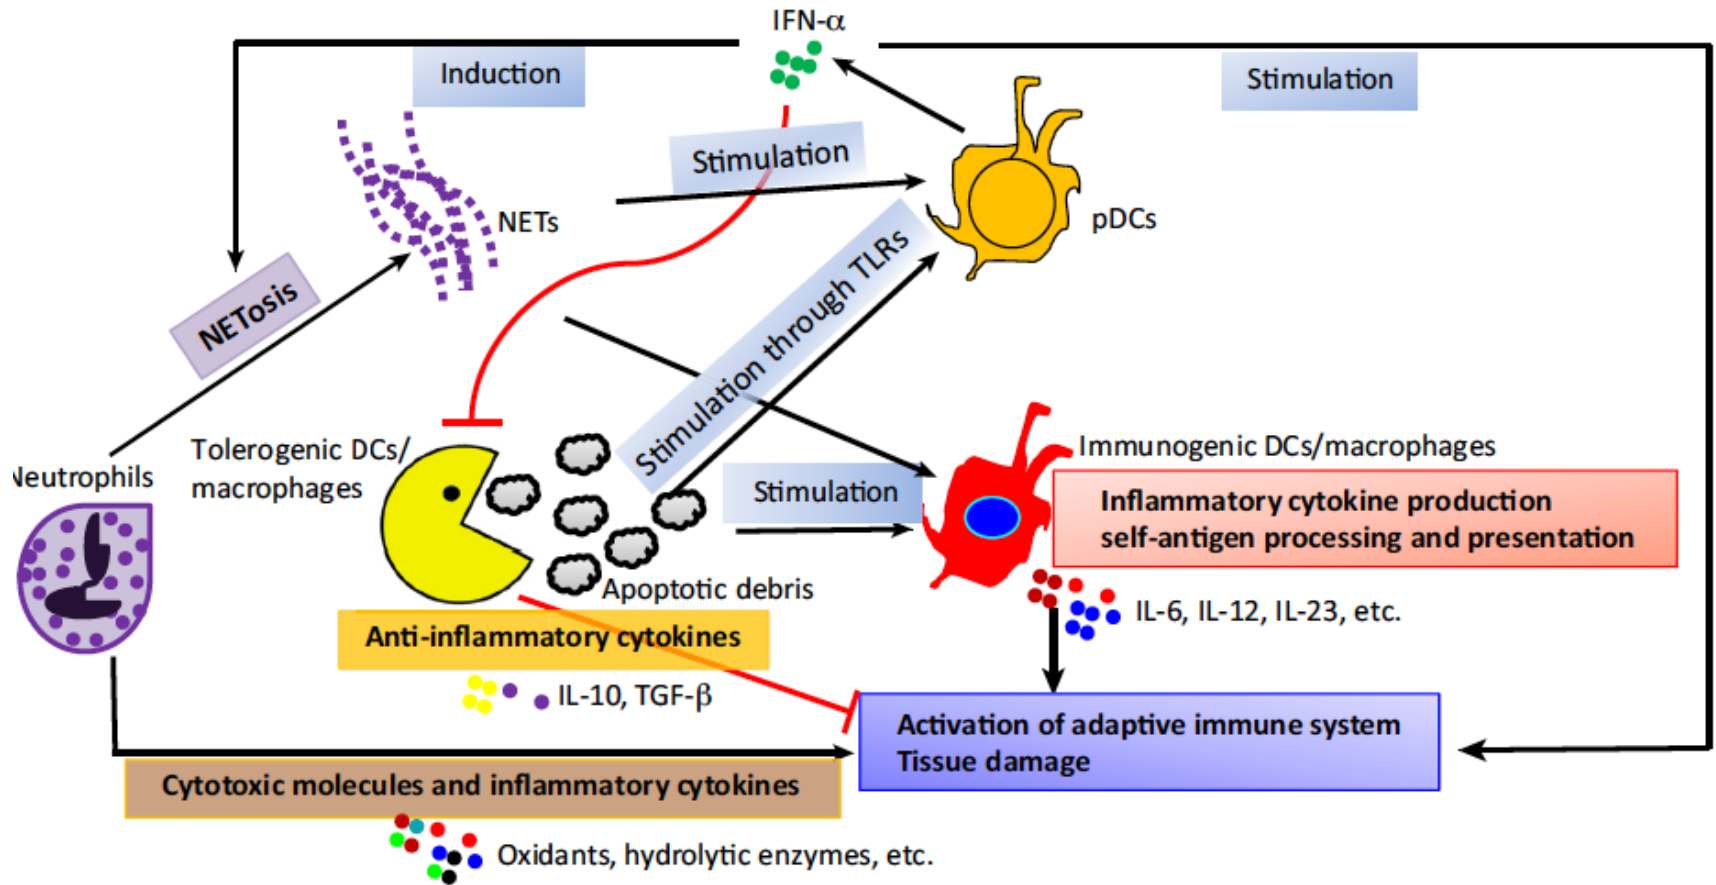 IFN-α
Induction
Stimulation
Stimulation
NETs
pDCs
NETosis
Stimulation through TLRs
Tolerogenic DCs/
macrophages
Neutrophils
Stimulation
Immunogenic DCs/macrophages
Inflammatory cytokine production
self-antigen processing and presentation
Apoptotic debris
IL-6, IL-12, IL-23, etc.
Anti-inflammatory cytokines
IL-10, TGF-β
Activation of adaptive immune system
Tissue damage
Cytotoxic molecules and inflammatory cytokines
Oxidants, hydrolytic enzymes, etc.